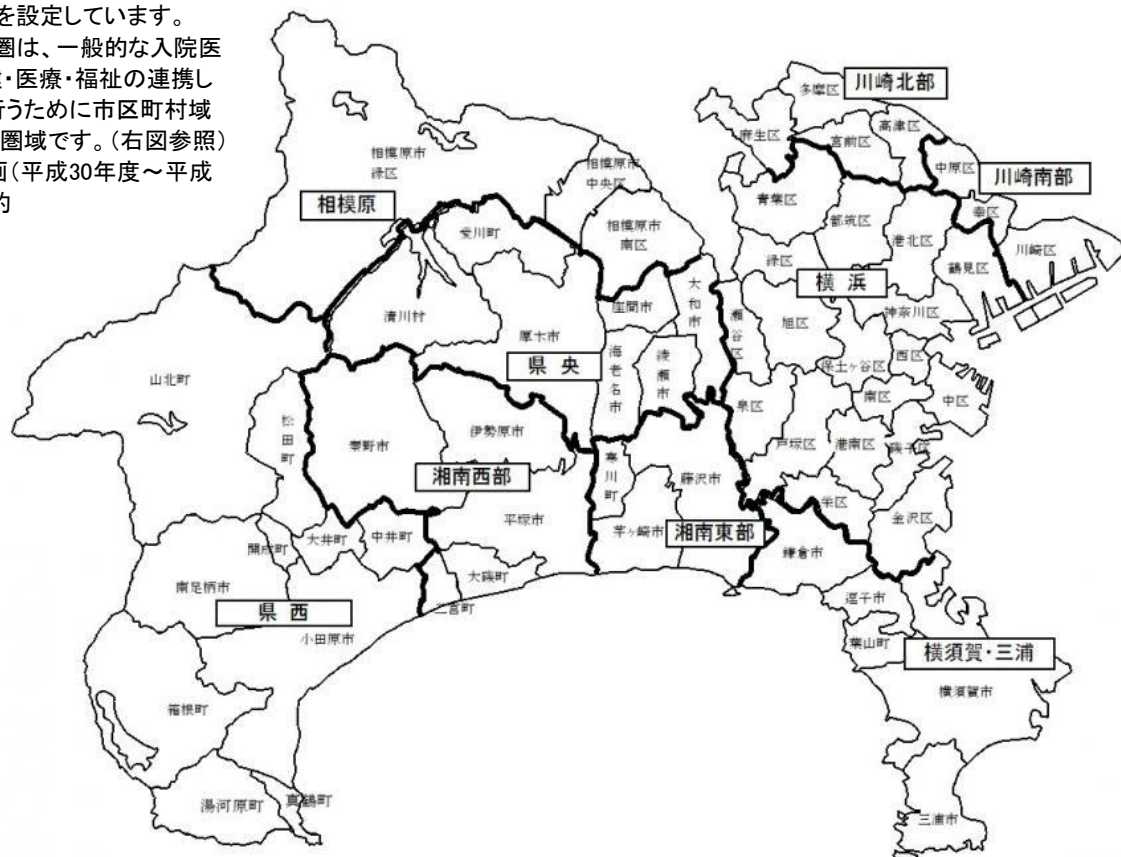 を設定しています。
圏は、一般的な入院医
・医療・福祉の連携し
うために市区町村域
圏域です。(右図参照)
画(平成30年度～平成
的
川崎北部
多摩区
麻生区
宮前区
高津区
中原区
川崎南部
幸区
川崎区
相模原市
緑区
相模原市
中央区
相模原
相模原市
南区
青葉区
都筑区
港北区
鶴見区
緑区
横浜
愛川町
座間市
大和市
瀬谷区
旭区
神奈川区
清川村
厚木市
県央
海老名市
綾瀬市
保土ヶ谷区
西区
南区
中区
山北町
松田町
秦野市
伊勢原市
泉区
戸塚区
港南区
磯子区
湘南西部
寒川町
藤沢市
栄区
金沢区
平塚市
茅ヶ崎市
湘南東部
鎌倉市
開成町
大井町
中井町
南足柄市
大磯町
二宮町
県西
小田原市
逗子市
葉山町
横須賀・三浦
横須賀市
箱根町
湯河原町
真鶴町
三浦市